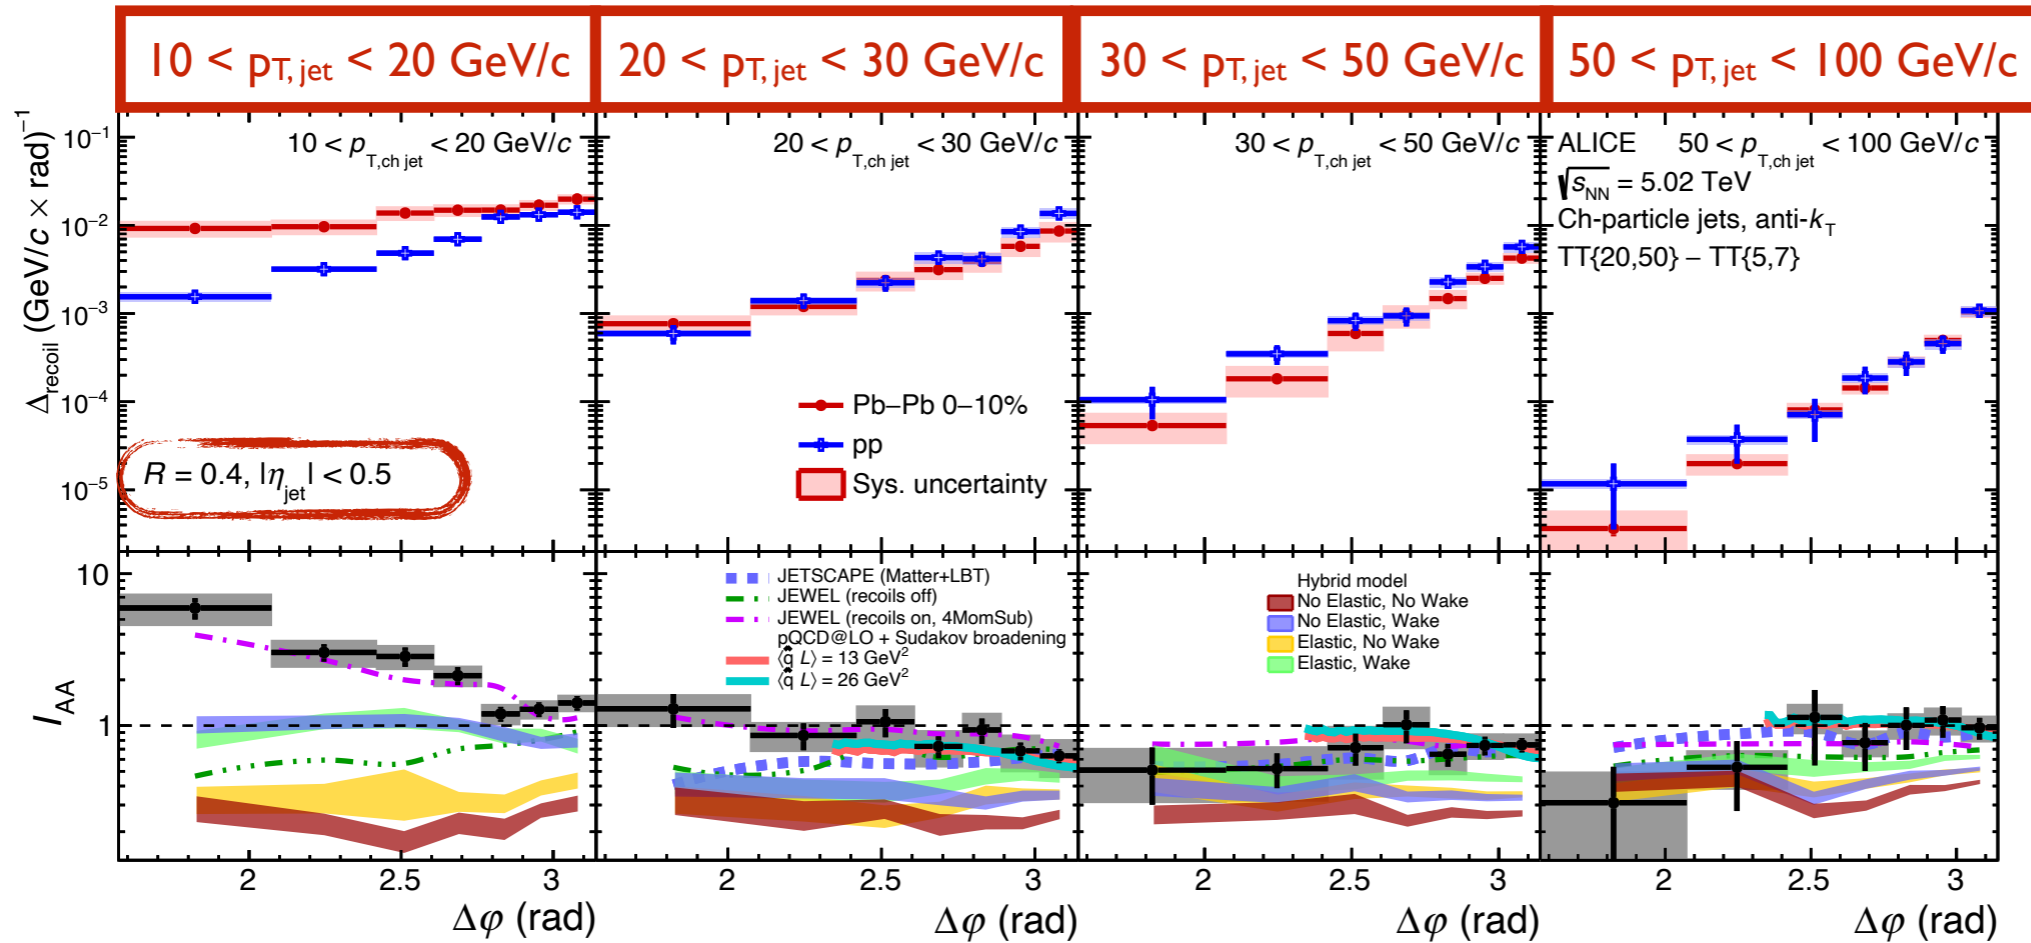 10 < pT, jet < 20 GeV/c
20 < pT, jet < 30 GeV/c
30 < pT, jet < 50 GeV/c
50 < pT, jet < 100 GeV/c
Δrecoil (GeV/c × rad)−1
10−1
10−2
10−3
10−4
10−5
10 < pT,ch jet < 20 GeV/c
R = 0.4, |ηjet| < 0.5
20 < pT,ch jet < 30 GeV/c
Pb–Pb 0–10%
pp
Sys. uncertainty
30 < pT,ch jet < 50 GeV/c
ALICE
50 < pT,ch jet < 100 GeV/c
√sNN = 5.02 TeV
Ch-particle jets, anti-kT
TT{20,50} – TT{5,7}
IAA
10
1
JETSCAPE (Matter+LBT)
JEWEL (recoils off)
JEWEL (recoils on, 4MomSub)
pQCD@LO + Sudakov broadening
⟨q̂ L⟩ = 13 GeV2
⟨q̂ L⟩ = 26 GeV2
Hybrid model
No Elastic, No Wake
No Elastic, Wake
Elastic, No Wake
Elastic, Wake
2 2.5 3
2 2.5 3
2 2.5 3
2 2.5 3
Δφ (rad)
Δφ (rad)
Δφ (rad)
Δφ (rad)